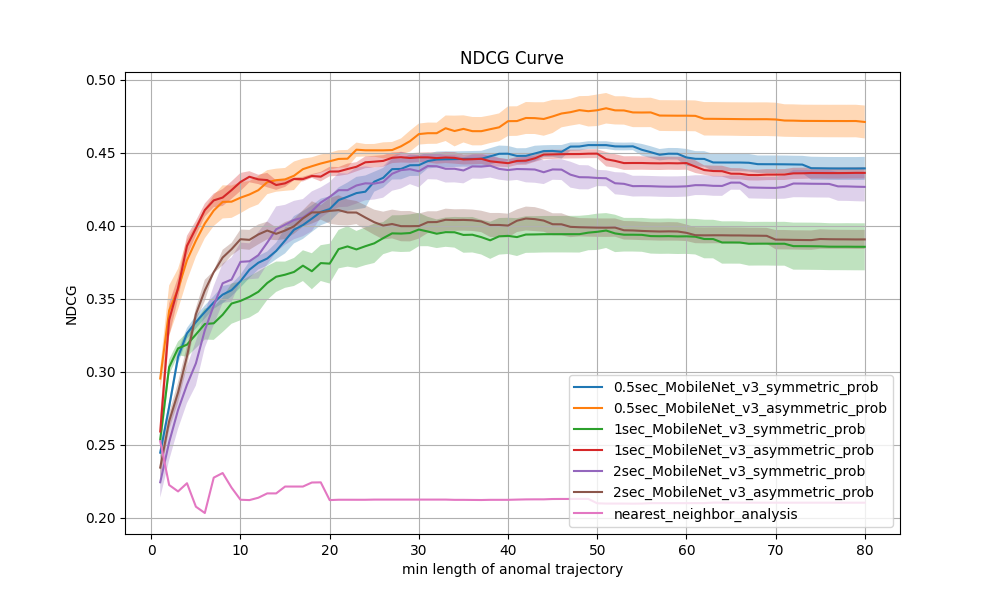 NDCG Curve
NDCG
0.50
0.45
0.40
0.35
0.30
0.25
0.20
0.5sec_MobileNet_v3_symmetric_prob
0.5sec_MobileNet_v3_asymmetric_prob
1sec_MobileNet_v3_symmetric_prob
1sec_MobileNet_v3_asymmetric_prob
2sec_MobileNet_v3_symmetric_prob
2sec_MobileNet_v3_asymmetric_prob
nearest_neighbor_analysis
0 10 20 30 40 50 60 70 80
min length of anomal trajectory